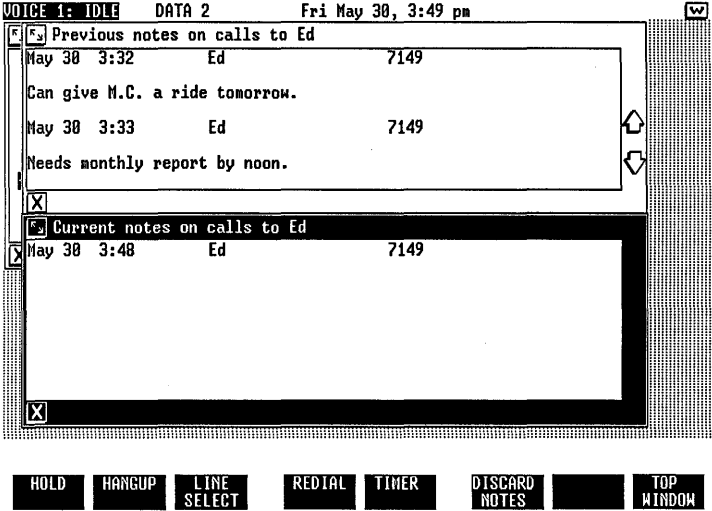 VOICE 1: IDLE DATA 2 Fri May 30, 3:49 pm W
Previous notes on calls to Ed
May 30 3:32 Ed 7149
Can give M.C. a ride tomorrow.
May 30 3:33 Ed 7149
Needs monthly report by noon.
X
Current notes on calls to Ed
May 30 3:48 Ed 7149
X
HOLD HANGUP LINE SELECT REDIAL TIMER DISCARD NOTES TOP WINDOW